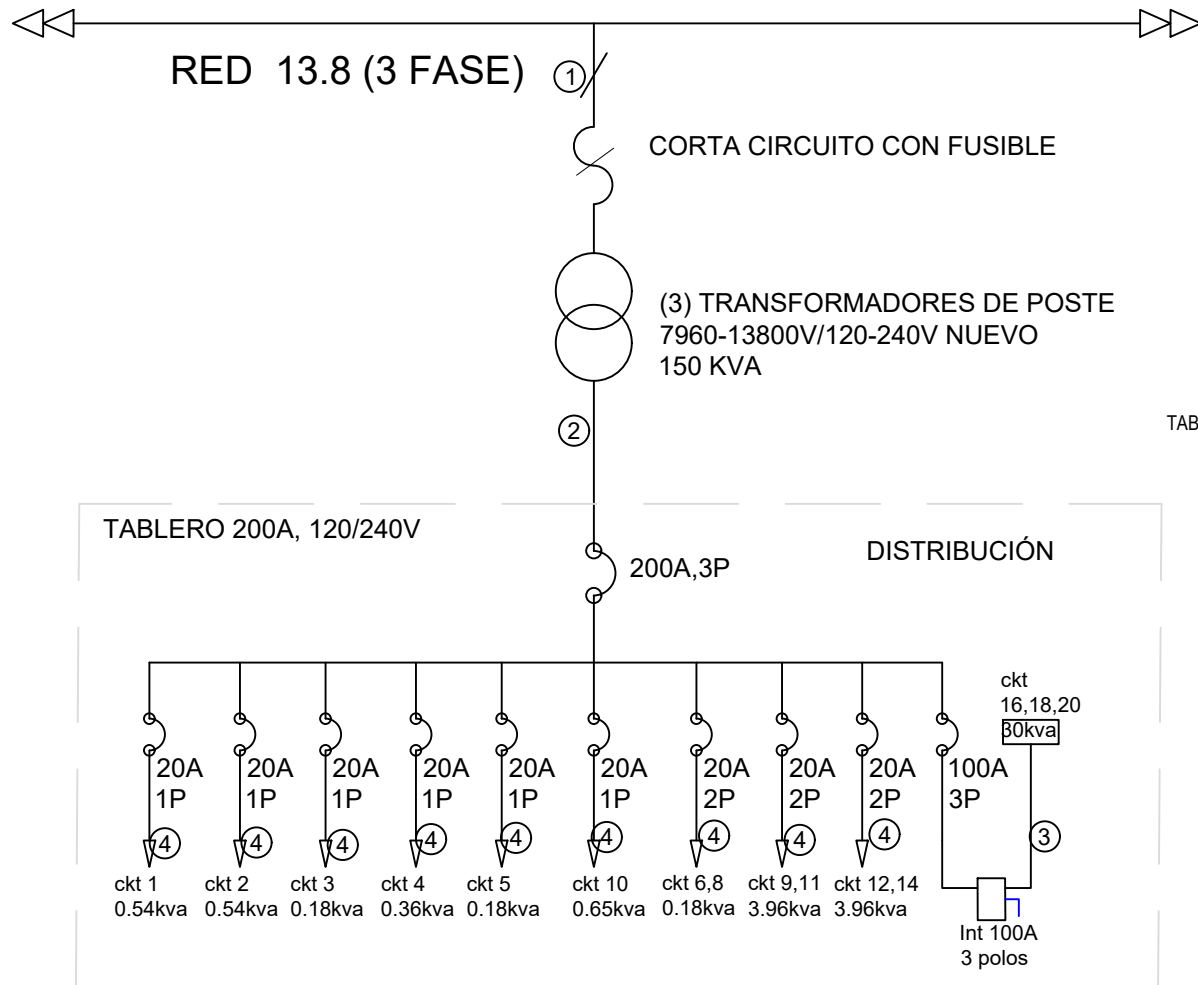 RED 13.8 (3 FASE)
1
CORTA CIRCUITO CON FUSIBLE
(3) TRANSFORMADORES DE POSTE
7960-13800V/120-240V NUEVO
150 KVA
2
TAB
TABLERO 200A, 120/240V
DISTRIBUCIÓN
200A,3P
20A
1P
4
ckt 1
0.54kva
20A
1P
4
ckt 2
0.54kva
20A
1P
4
ckt 3
0.18kva
20A
1P
4
ckt 4
0.36kva
20A
1P
4
ckt 5
0.18kva
20A
1P
4
ckt 10
0.65kva
20A
2P
4
ckt 6,8
0.18kva
20A
2P
4
ckt 9,11
3.96kva
20A
2P
4
ckt 12,14
3.96kva
100A
3P
ckt
16,18,20
30kva
3
Int 100A
3 polos